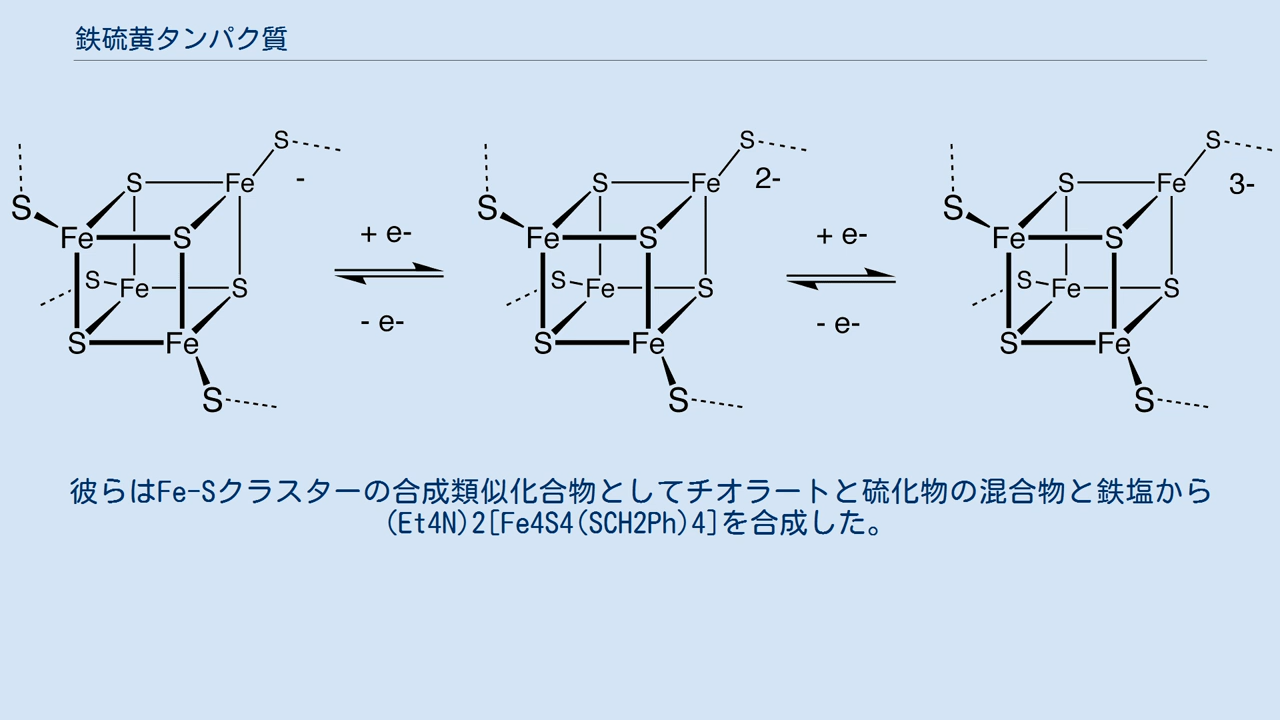 鉄硫黄タンパク質
S S S
S Fe - S Fe 2- S Fe 3-
S S S
Fe S + e- Fe S + e- Fe S
S Fe S S Fe S S Fe S
- e- - e-
S Fe S Fe S Fe
S S S
彼らはFe-Sクラスターの合成類似化合物としてチオラートと硫化物の混合物と鉄塩から
(Et4N)2[Fe4S4(SCH2Ph)4]を合成した。